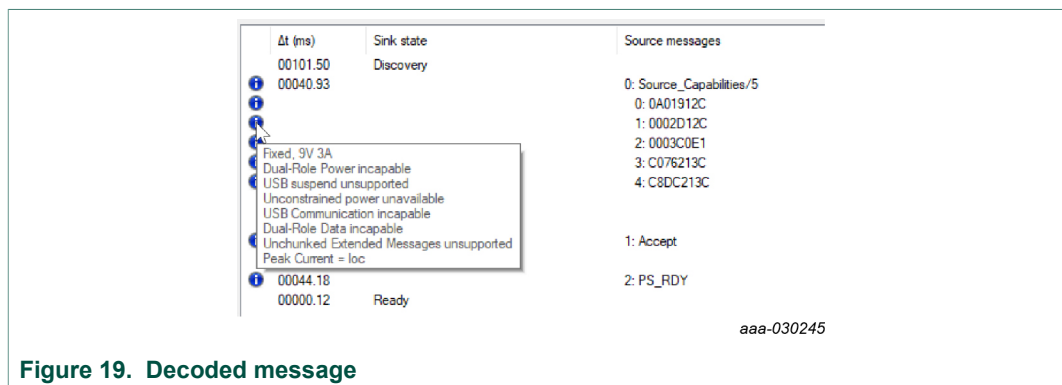 Δt (ms) Sink state Source messages
00101.50 Discovery
00040.93 0: Source_Capabilities/5
0: 0A01912C
1: 0002D12C
2: 0003C0E1
3: C076213C
4: C8DC213C
Fixed, 9V 3A
Dual-Role Power incapable
USB suspend unsupported
Unconstrained power unavailable
USB Communication incapable
Dual-Role Data incapable
Unchunked Extended Messages unsupported
Peak Current = Ioc
1: Accept
00044.18 2: PS_RDY
00000.12 Ready
aaa-030245
Figure 19. Decoded message